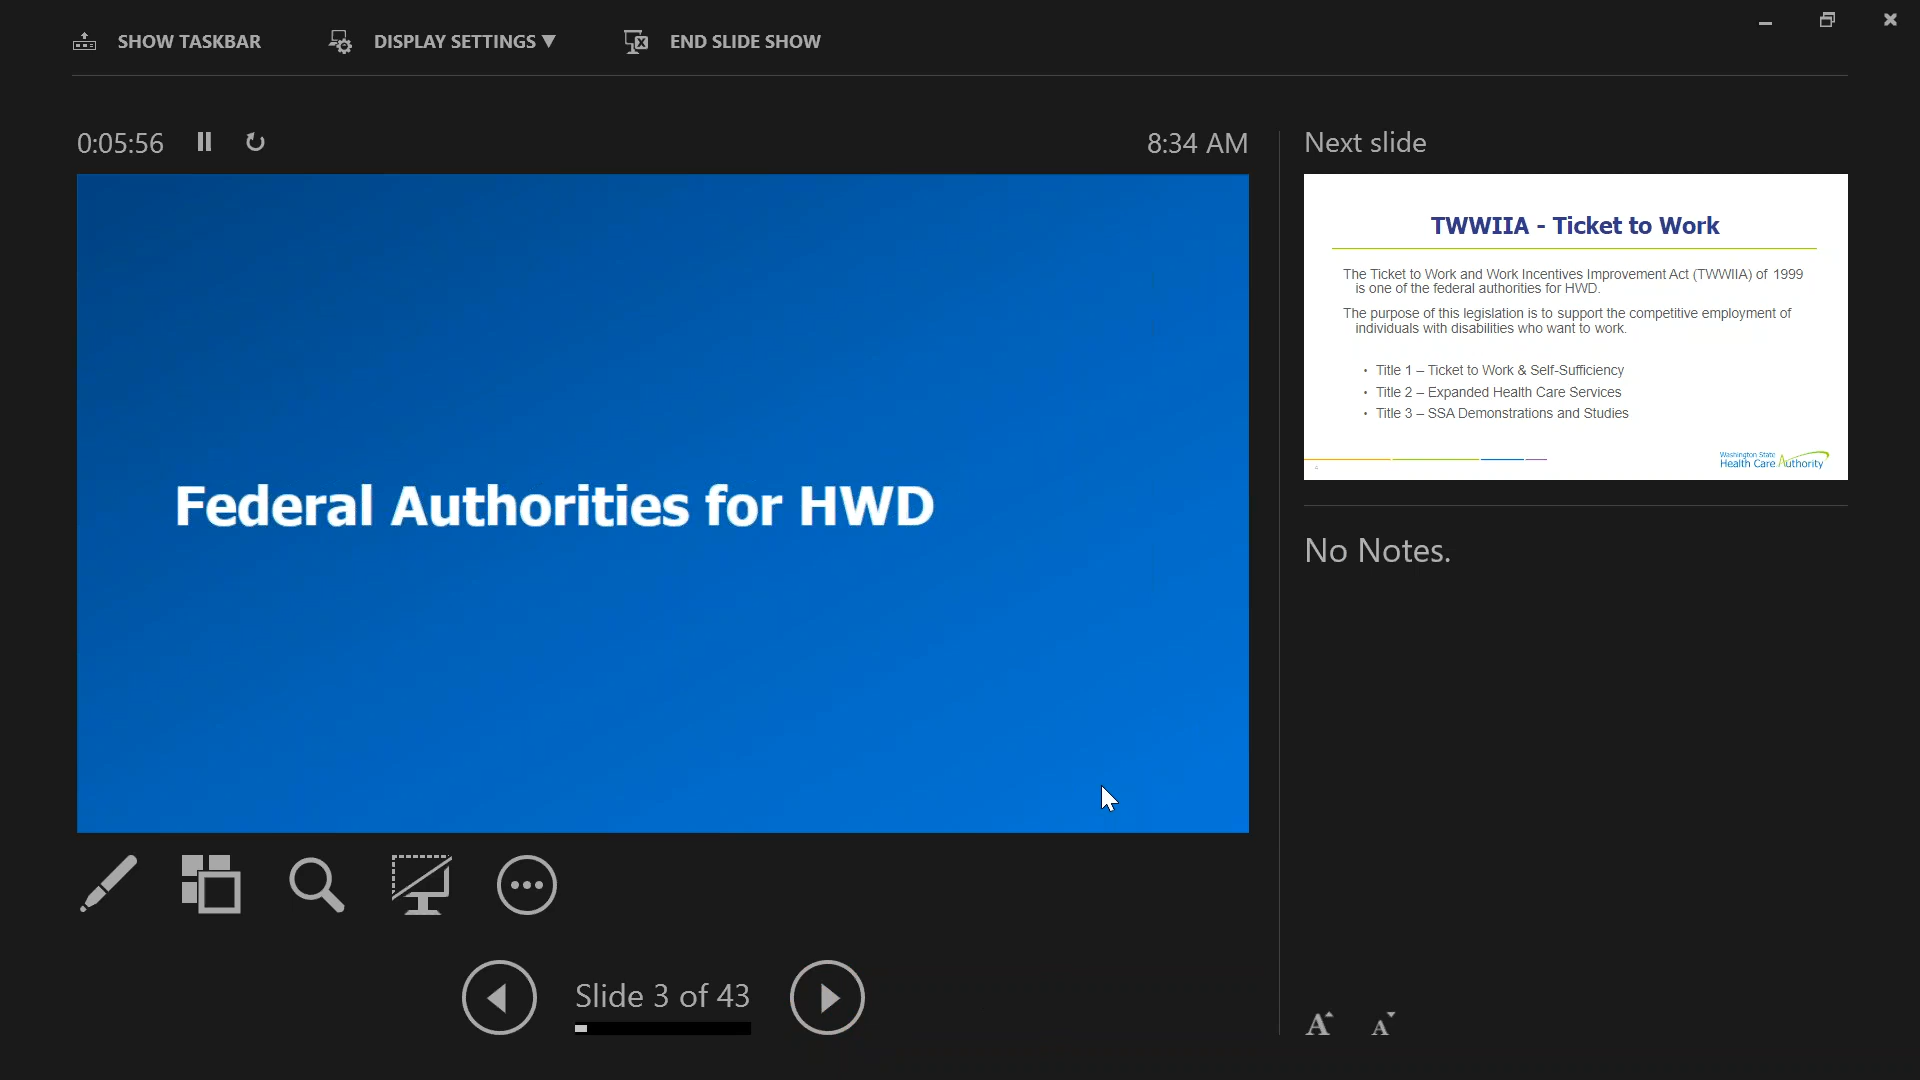 SHOW TASKBAR
DISPLAY SETTINGS ▼
END SLIDE SHOW
0:05:56
8:34 AM
Federal Authorities for HWD
Slide 3 of 43
Next slide
TWWIIA - Ticket to Work
The Ticket to Work and Work Incentives Improvement Act (TWWIIA) of 1999
is one of the federal authorities for HWD.
The purpose of this legislation is to support the competitive employment of
individuals with disabilities who want to work.
• Title 1 – Ticket to Work & Self-Sufficiency
• Title 2 – Expanded Health Care Services
• Title 3 – SSA Demonstrations and Studies
Washington State
Health Care Authority
No Notes.
A A